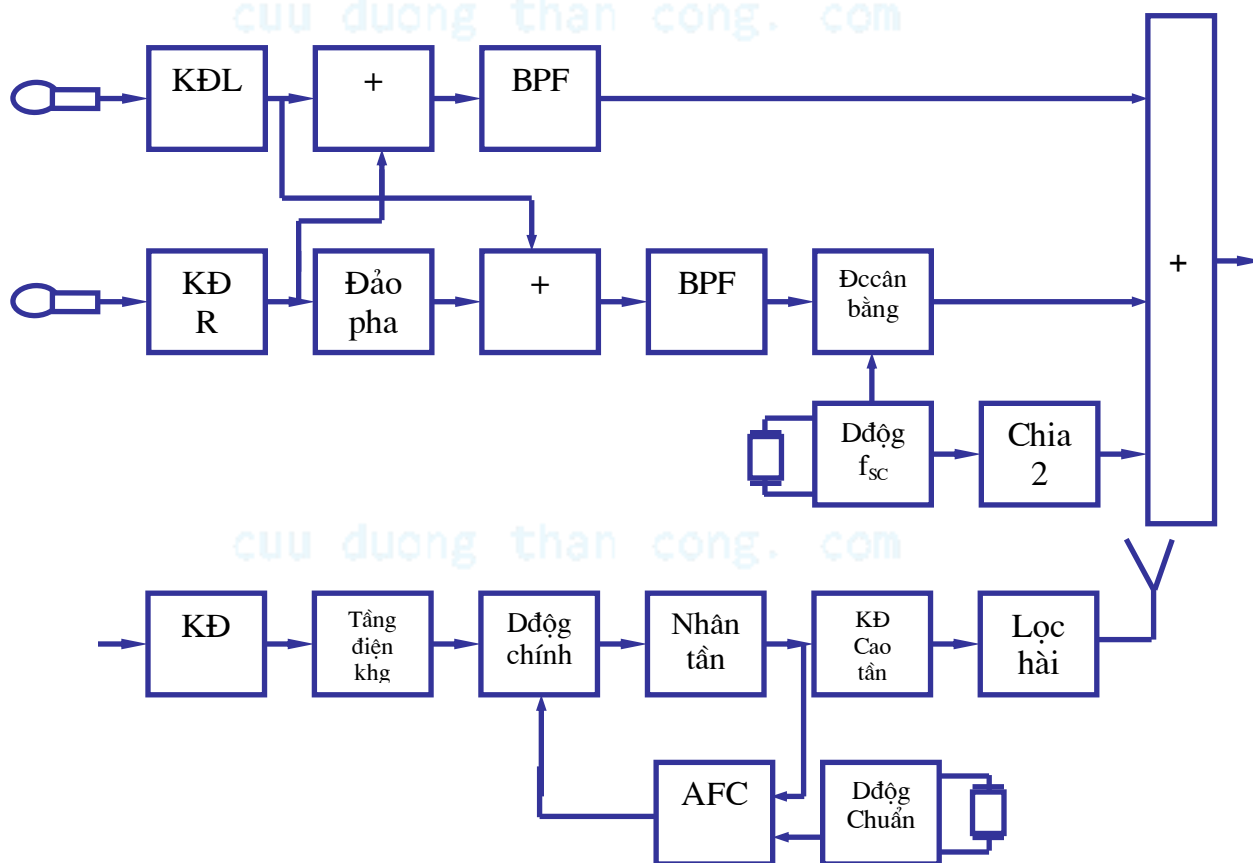 cuu duong than cong. com
KĐL
+
BPF
KĐ
R
Đảo
pha
+
BPF
Đccân
bằng
+
Dđộg
fSC
Chia
2
cuu duong than cong. com
KĐ
Tầng
điện
khg
Dđộg
chính
Nhân
tần
KĐ
Cao
tần
Lọc
hài
AFC
Dđộg
Chuẩn